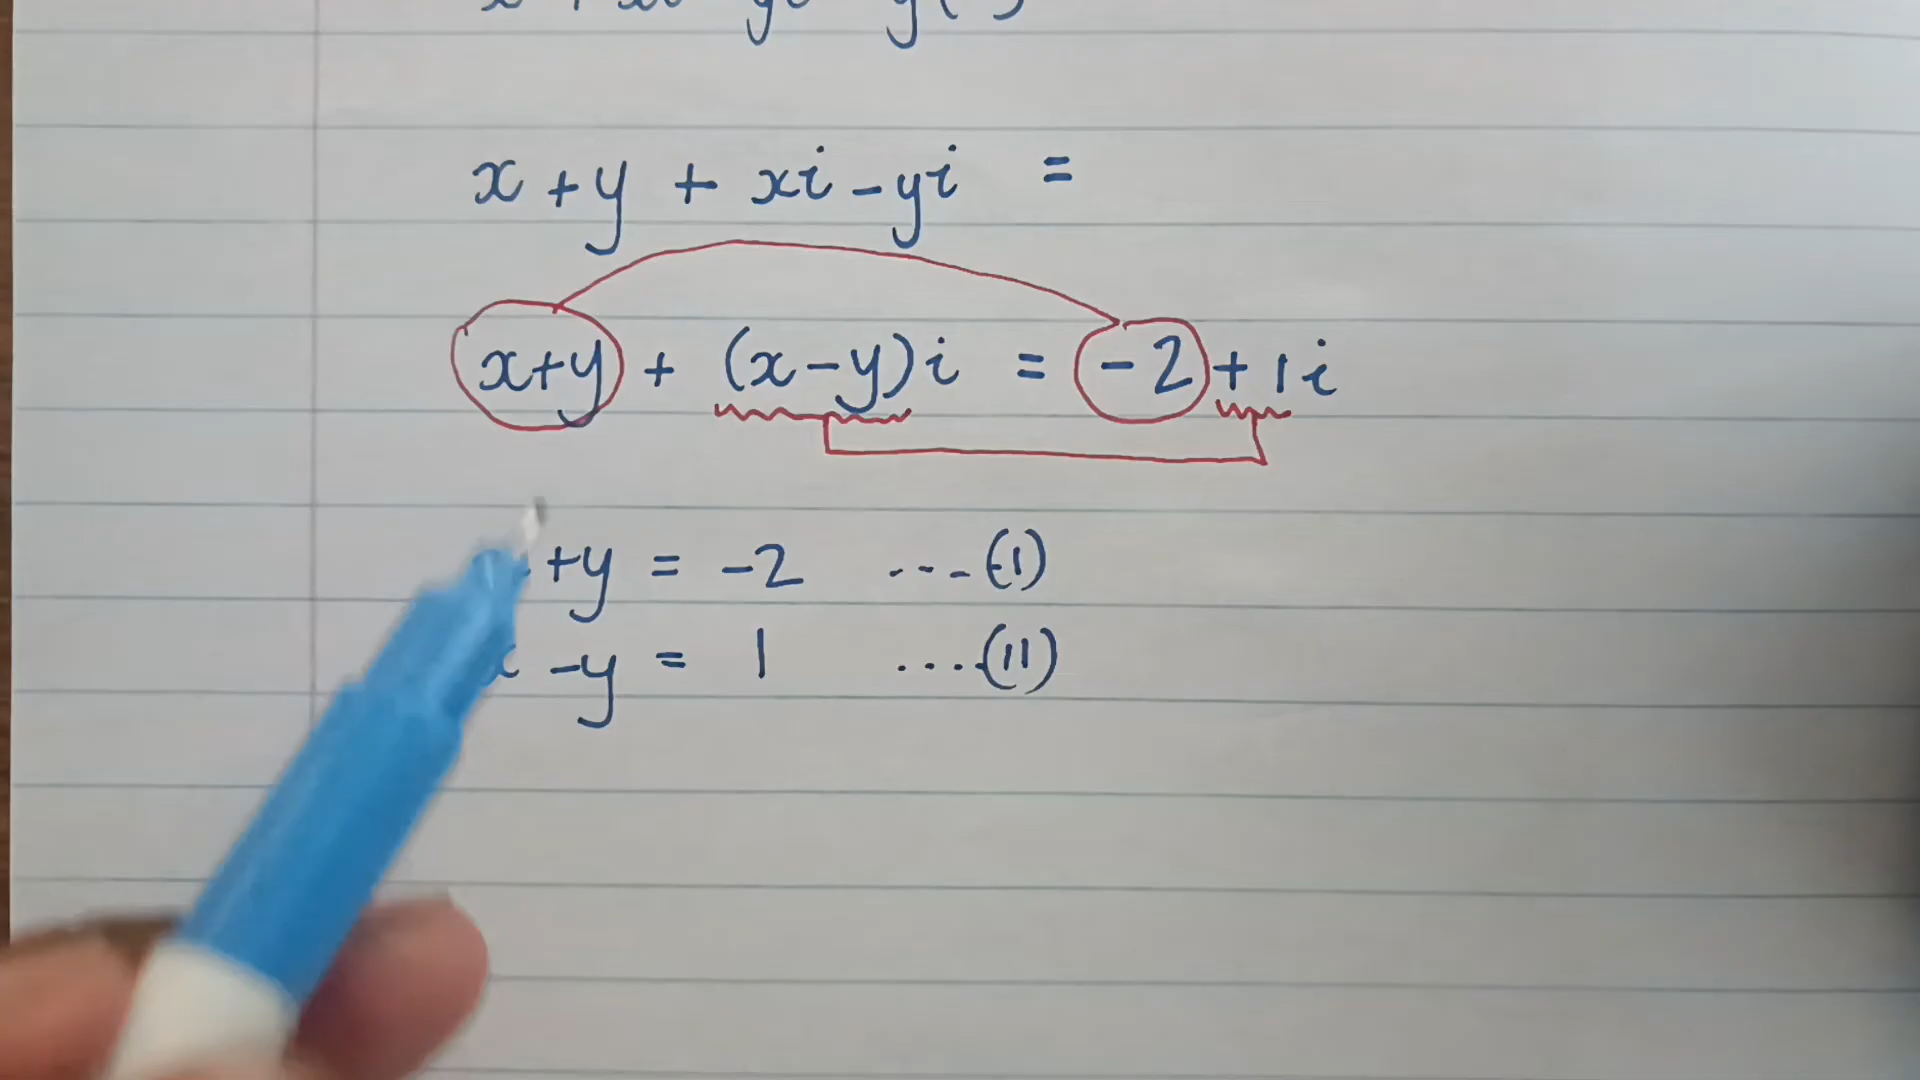 x + y + xi - yi =
x+y + (x-y)i = -2 + 1i
+y = -2 ...(1)
x -y = 1 ....(11)